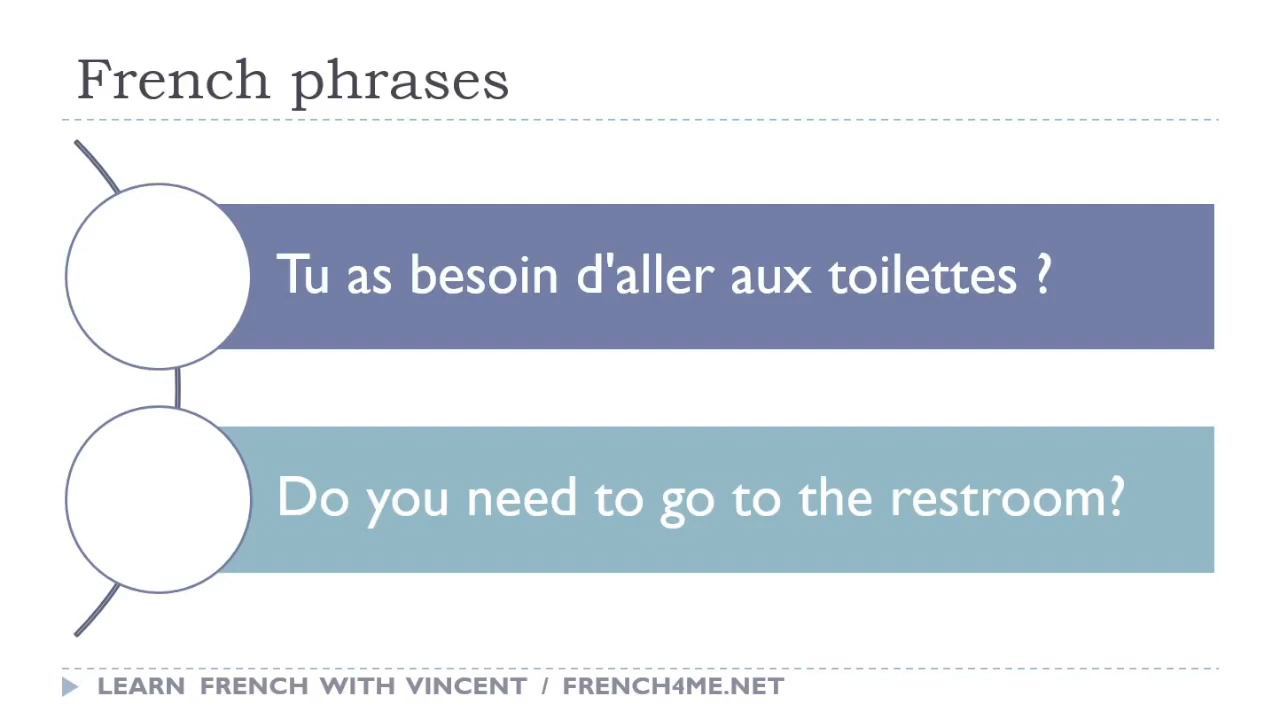 French phrases
Tu as besoin d'aller aux toilettes ?
Do you need to go to the restroom?
LEARN FRENCH WITH VINCENT / FRENCH4ME.NET